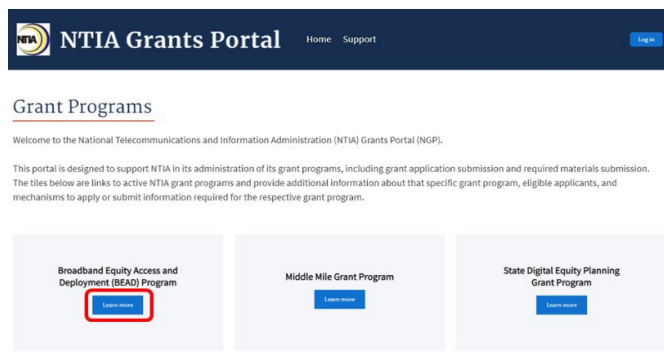 NTIA
NTIA Grants Portal
Home Support
Log in
Grant Programs
Welcome to the National Telecommunications and Information Administration (NTIA) Grants Portal (NGP).
This portal is designed to support NTIA in its administration of its grant programs, including grant application submission and required materials submission.
The tiles below are links to active NTIA grant programs and provide additional information about that specific grant program, eligible applicants, and
mechanisms to apply or submit information required for the respective grant program.
Broadband Equity Access and
Deployment (BEAD) Program
Learn more
Middle Mile Grant Program
Learn more
State Digital Equity Planning
Grant Program
Learn more